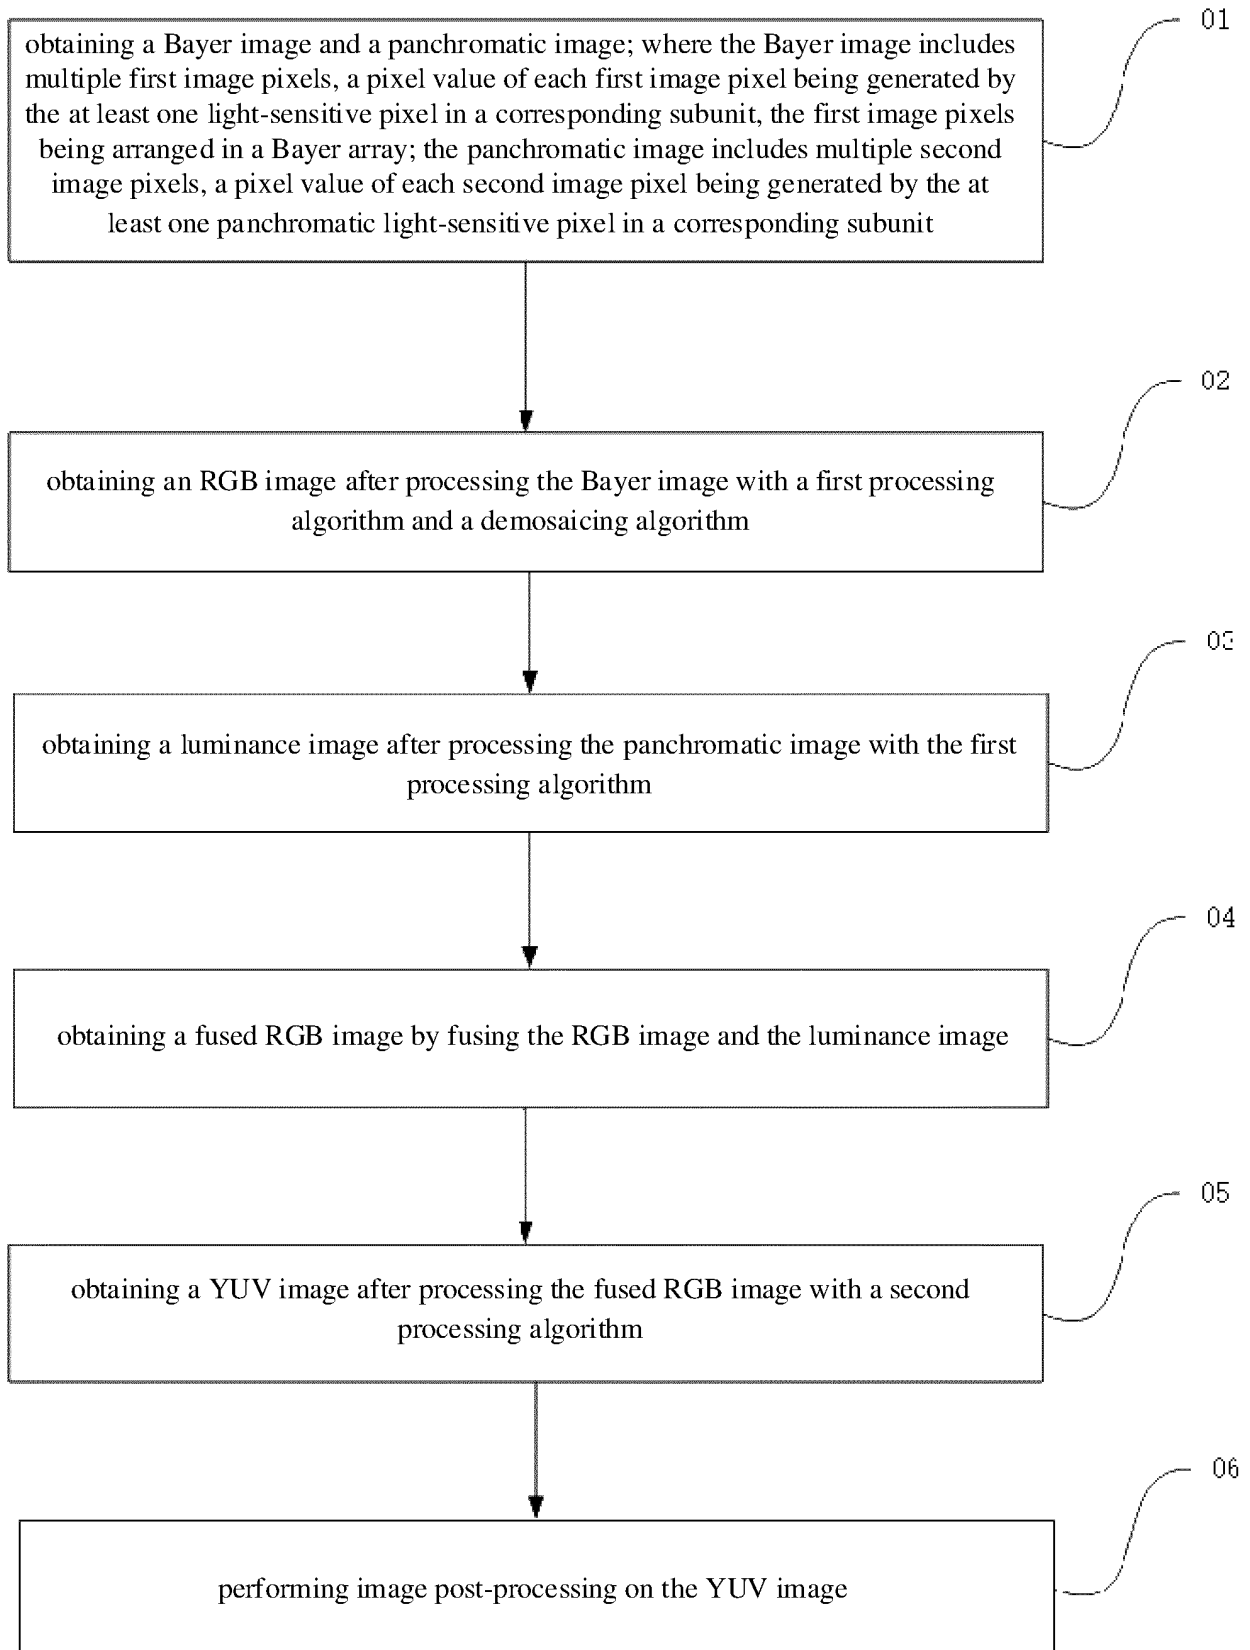 01
obtaining a Bayer image and a panchromatic image; where the Bayer image includes
multiple first image pixels, a pixel value of each first image pixel being generated by
the at least one light-sensitive pixel in a corresponding subunit, the first image pixels
being arranged in a Bayer array; the panchromatic image includes multiple second
image pixels, a pixel value of each second image pixel being generated by the at
least one panchromatic light-sensitive pixel in a corresponding subunit
02
obtaining an RGB image after processing the Bayer image with a first processing
algorithm and a demosaicing algorithm
03
obtaining a luminance image after processing the panchromatic image with the first
processing algorithm
04
obtaining a fused RGB image by fusing the RGB image and the luminance image
05
obtaining a YUV image after processing the fused RGB image with a second
processing algorithm
06
performing image post-processing on the YUV image